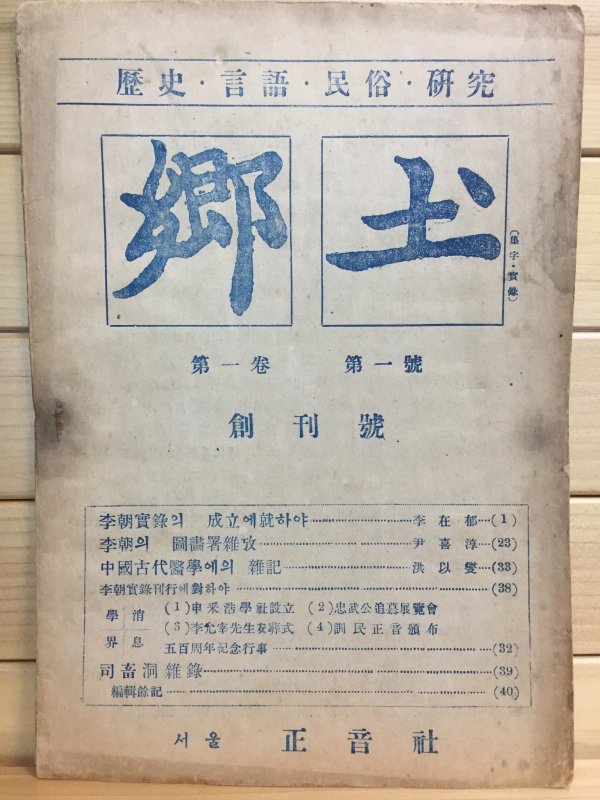 歷史·言語·民俗·硏究
鄕土
(集字·實錄)
第一卷 第一號
創刊號
李朝實錄의 成立에就하야………李在郁…(1)
李朝의 圖畵署雜攷………尹喜淳…(23)
中國古代醫學에의 雜記………洪以燮…(33)
李朝實錄刊行에對하야………(38)
學界消息
(1)申采浩學社設立 (2)忠武公追慕展覽會
(3)李允宰先生安葬式 (4)訓民正音頒布
五百周年紀念行事………(32)
司畜洞雜錄………(39)
編輯餘記………(40)
서울 正音社